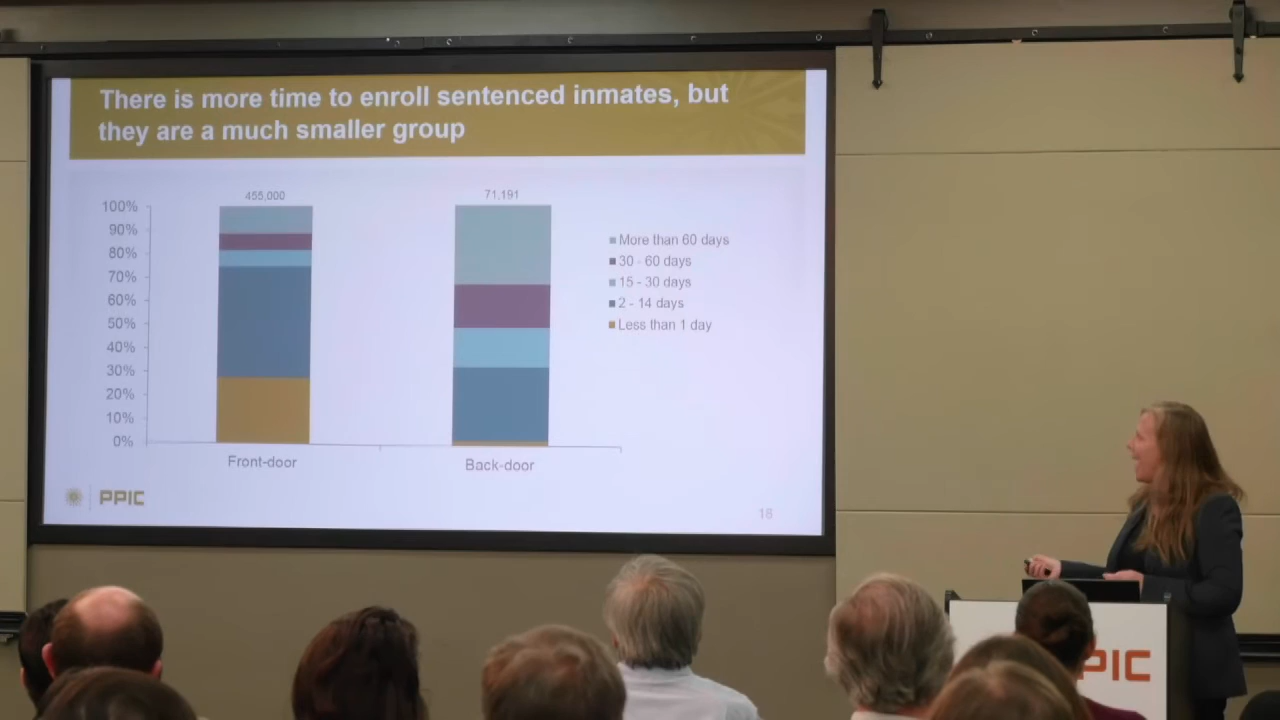 There is more time to enroll sentenced inmates, but
they are a much smaller group
455,000
71,191
100%
90%
80%
70%
60%
50%
40%
30%
20%
10%
0%
More than 60 days
30 - 60 days
15 - 30 days
2 - 14 days
Less than 1 day
Front-door
Back-door
PPIC
18
PPIC